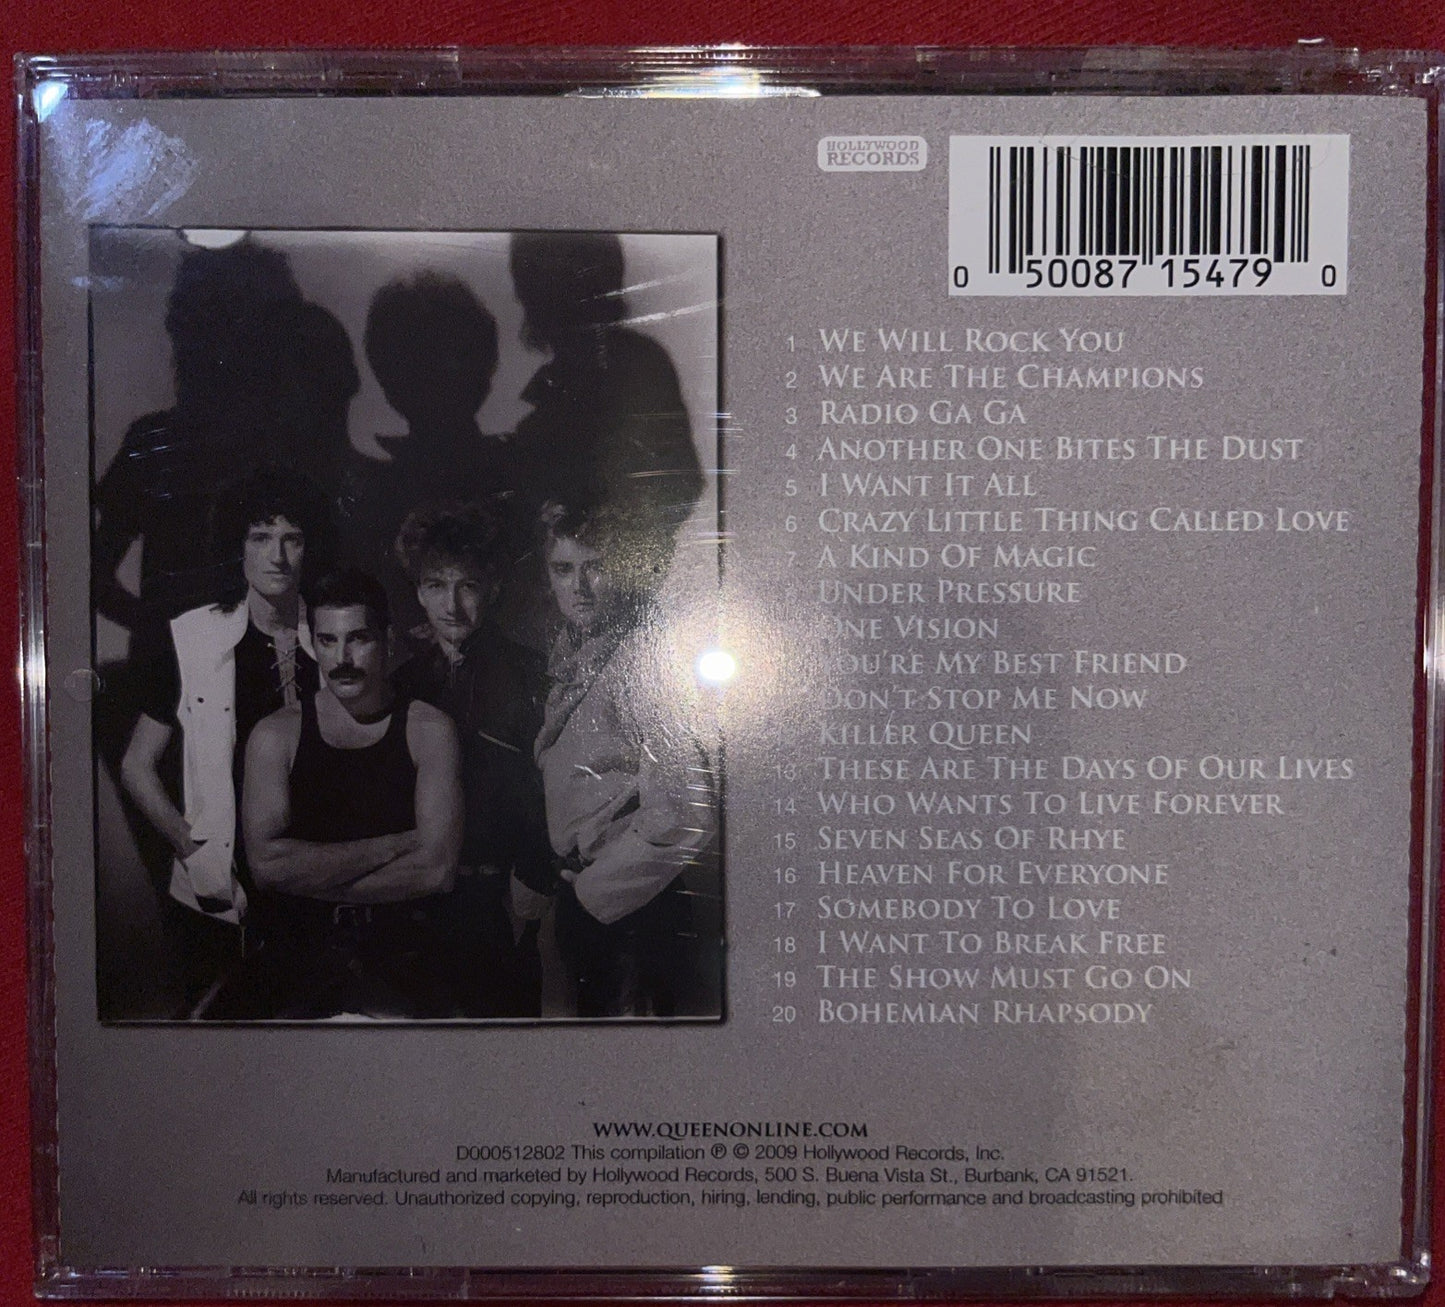 HOLLYWOOD
RECORDS
0 50087 15479 0
1 WE WILL ROCK YOU
2 WE ARE THE CHAMPIONS
3 RADIO GA GA
4 ANOTHER ONE BITES THE DUST
5 I WANT IT ALL
6 CRAZY LITTLE THING CALLED LOVE
7 A KIND OF MAGIC
UNDER PRESSURE
ONE VISION
YOU'RE MY BEST FRIEND
DON'T STOP ME NOW
KILLER QUEEN
13 THESE ARE THE DAYS OF OUR LIVES
14 WHO WANTS TO LIVE FOREVER
15 SEVEN SEAS OF RHYE
16 HEAVEN FOR EVERYONE
17 SOMEBODY TO LOVE
18 I WANT TO BREAK FREE
19 THE SHOW MUST GO ON
20 BOHEMIAN RHAPSODY
WWW.QUEENONLINE.COM
D000512802 This compilation ℗ © 2009 Hollywood Records, Inc.
Manufactured and marketed by Hollywood Records, 500 S. Buena Vista St., Burbank, CA 91521.
All rights reserved. Unauthorized copying, reproduction, hiring, lending, public performance and broadcasting prohibited